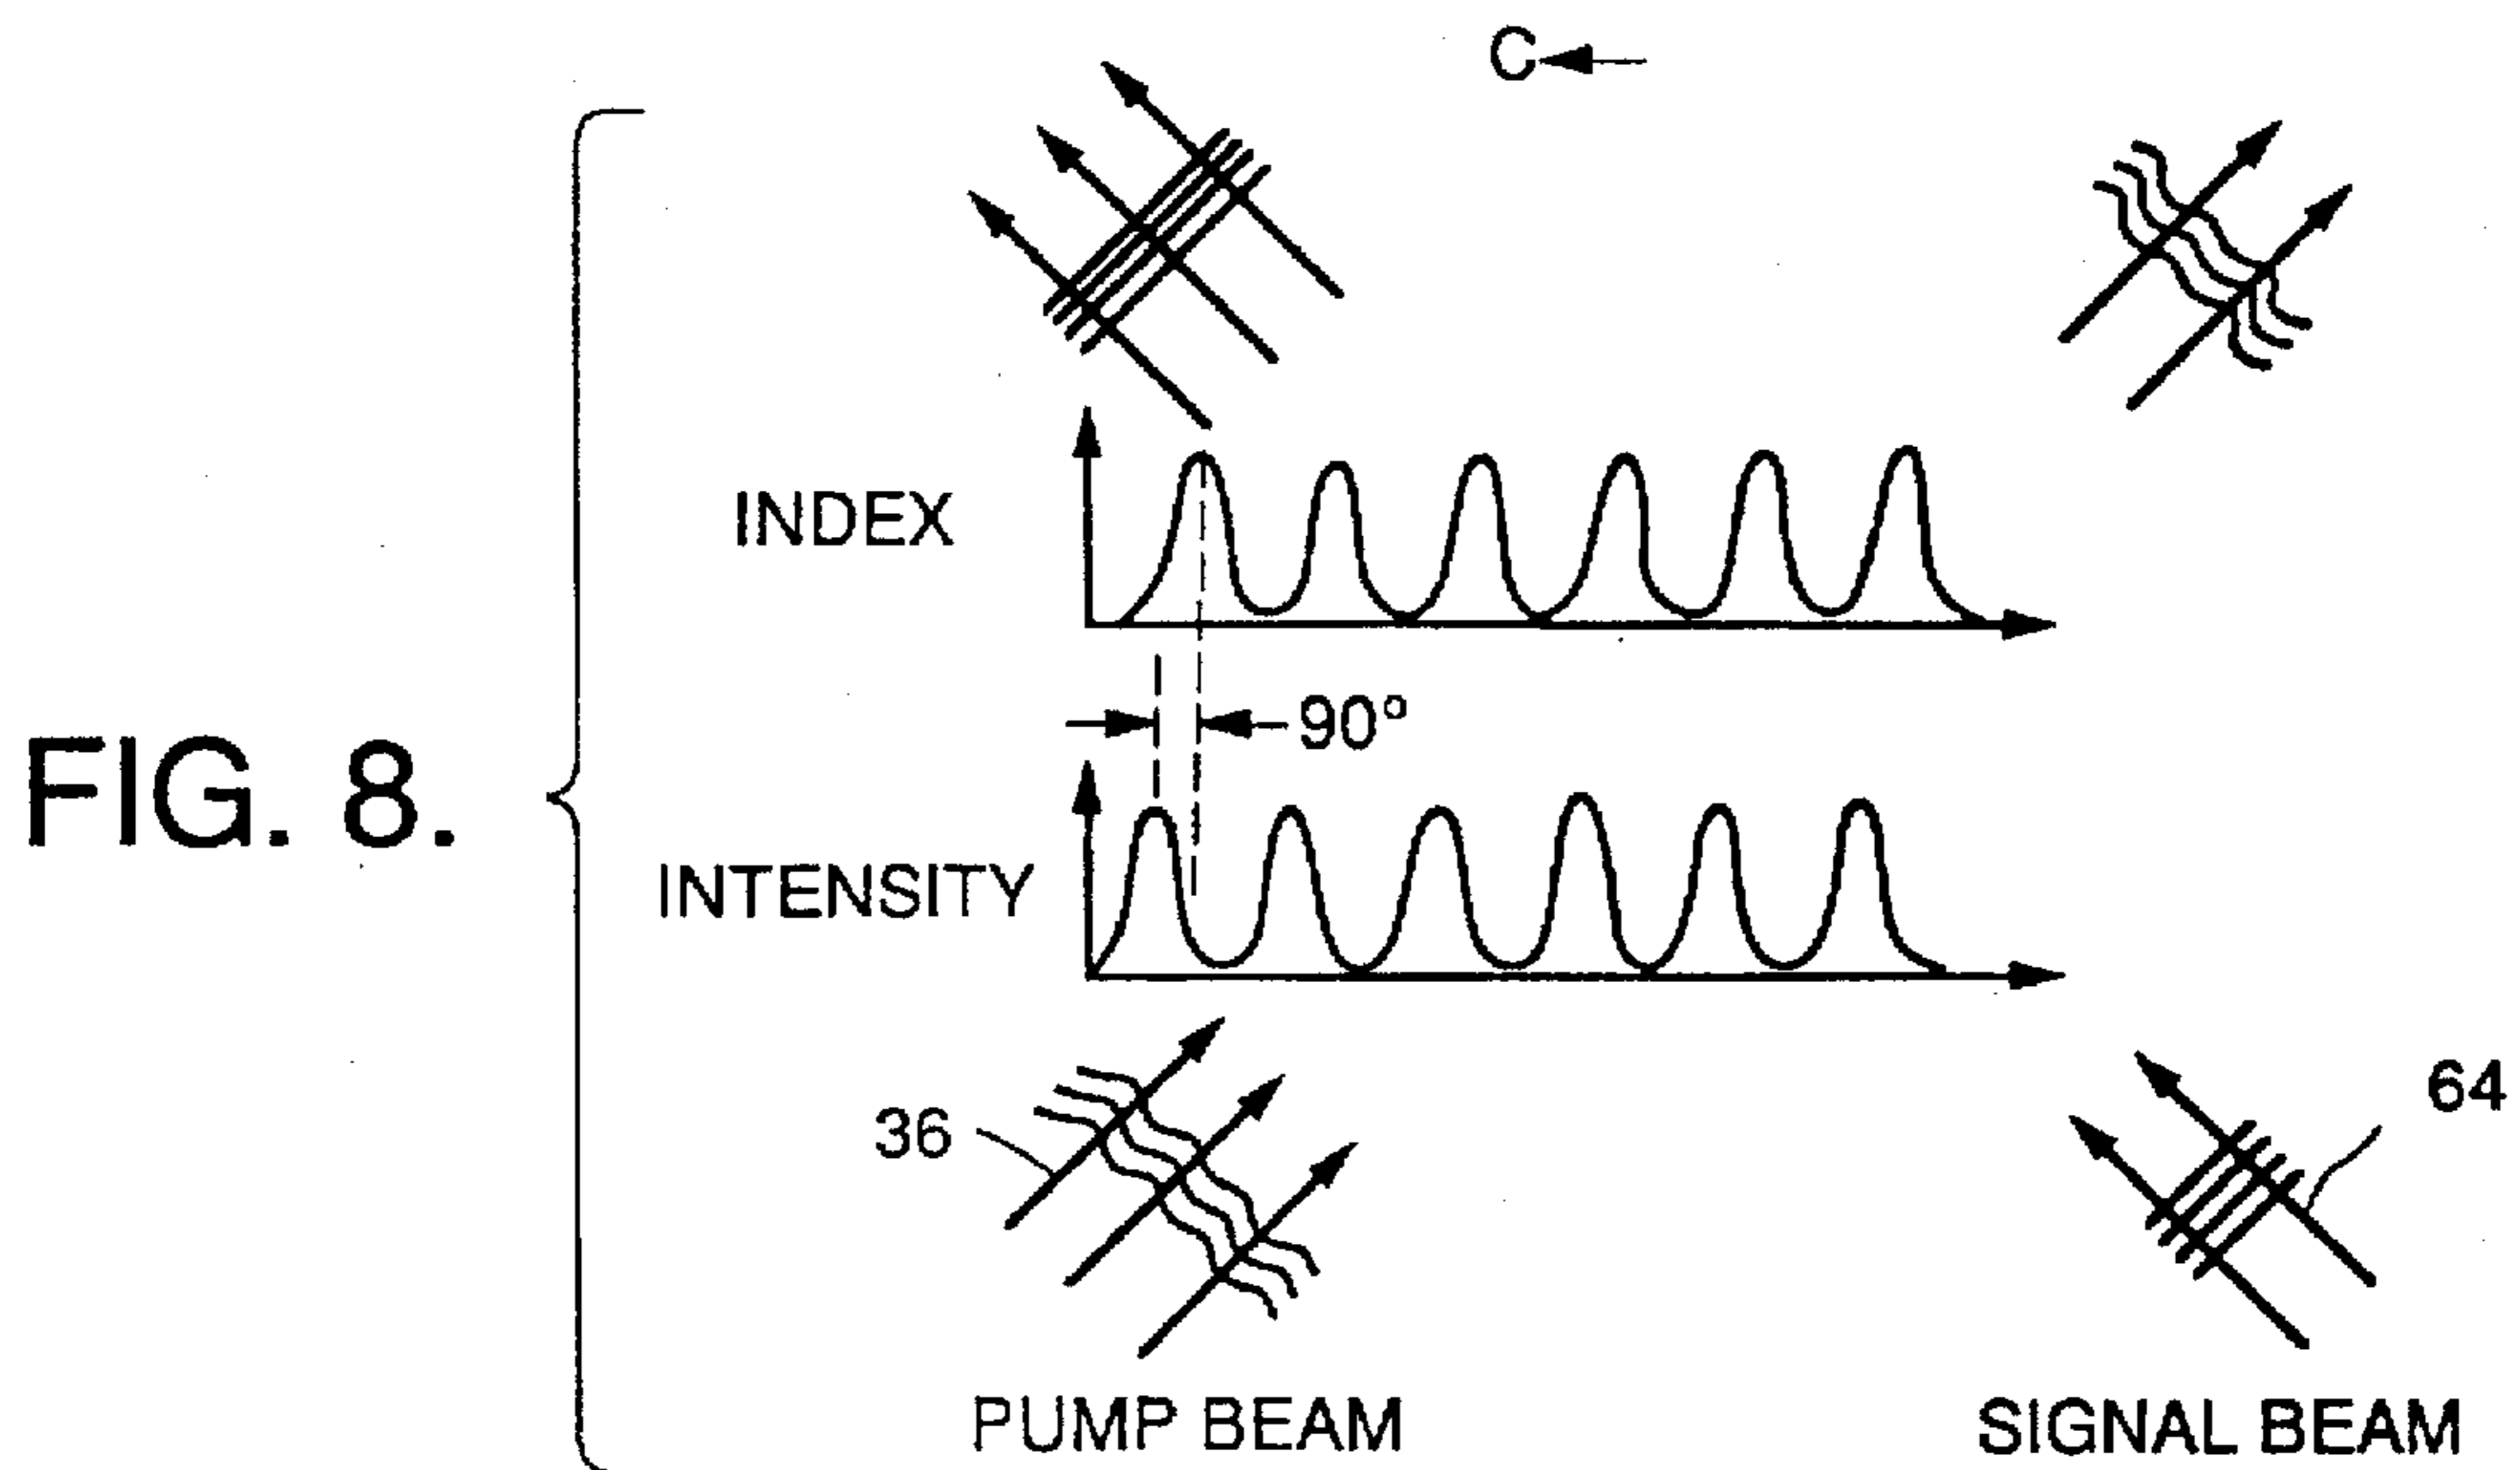 C
INDEX
90°
FIG. 8.
INTENSITY
36
64
PUMP BEAM
SIGNAL BEAM